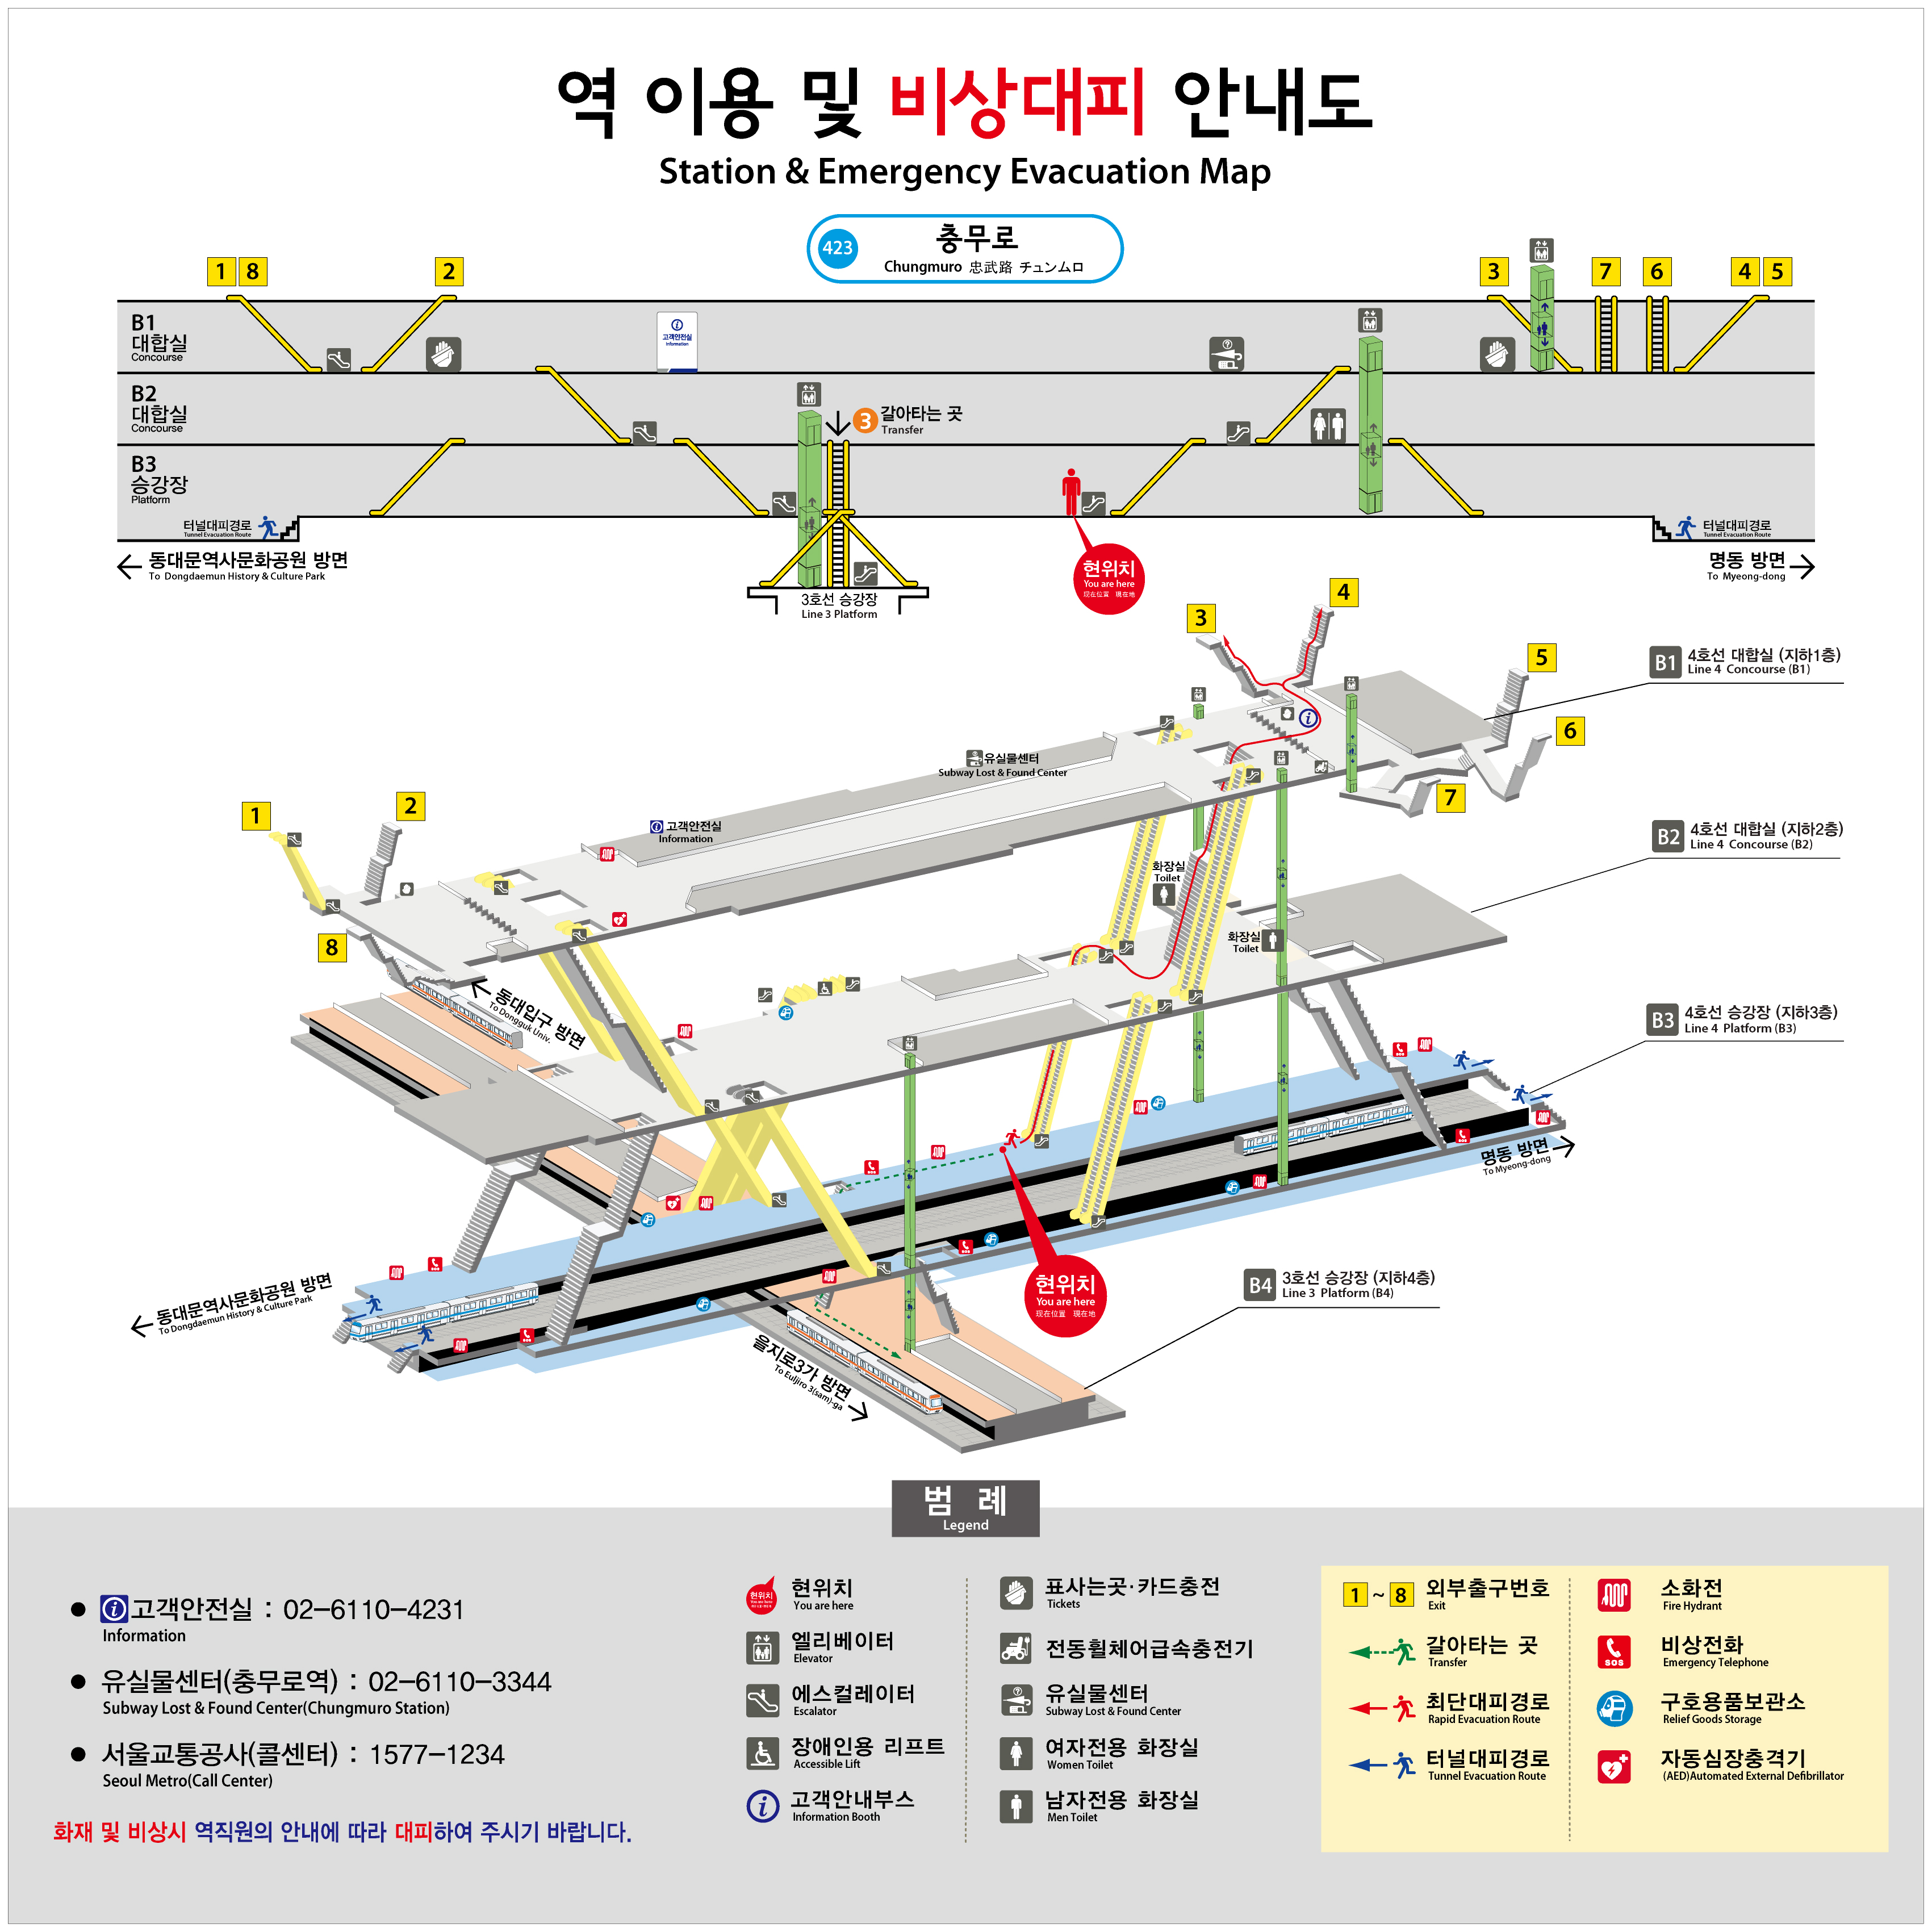 역 이용 및 비상대피 안내도
Station & Emergency Evacuation Map
423
충무로
Chungmuro 忠武路 チュンムロ
1 8
2
3
7
6
4 5
B1
대합실
Concourse
고객안전실
Information
B2
대합실
Concourse
3 갈아타는 곳
Transfer
B3
승강장
Platform
터널대피경로
Tunnel Evacuation Route
터널대피경로
Tunnel Evacuation Route
동대문역사문화공원 방면
To Dongdaemun History & Culture Park
3호선 승강장
Line 3 Platform
현위치
You are here
现在位置 現在地
명동 방면
To Myeong-dong
3
4
5
6
7
1
2
8
B1 4호선 대합실 (지하1층)
Line 4 Concourse (B1)
유실물센터
Subway Lost & Found Center
고객안전실
Information
B2 4호선 대합실 (지하2층)
Line 4 Concourse (B2)
화장실
Toilet
화장실
Toilet
동대입구 방면
To Dongguk Univ.
B3 4호선 승강장 (지하3층)
Line 4 Platform (B3)
명동 방면
To Myeong-dong
현위치
You are here
现在位置 現在地
B4 3호선 승강장 (지하4층)
Line 3 Platform (B4)
동대문역사문화공원 방면
To Dongdaemun History & Culture Park
을지로3가 방면
To Euljiro 3(sam)-ga
범 례
Legend
● 고객안전실 : 02-6110-4231
Information
● 유실물센터(충무로역) : 02-6110-3344
Subway Lost & Found Center(Chungmuro Station)
● 서울교통공사(콜센터) : 1577-1234
Seoul Metro(Call Center)
화재 및 비상시 역직원의 안내에 따라 대피하여 주시기 바랍니다.
현위치
You are here
엘리베이터
Elevator
에스컬레이터
Escalator
장애인용 리프트
Accessible Lift
고객안내부스
Information Booth
표사는곳·카드충전
Tickets
전동휠체어급속충전기
유실물센터
Subway Lost & Found Center
여자전용 화장실
Women Toilet
남자전용 화장실
Men Toilet
1 ~ 8 외부출구번호
Exit
갈아타는 곳
Transfer
최단대피경로
Rapid Evacuation Route
터널대피경로
Tunnel Evacuation Route
소화전
Fire Hydrant
SOS
비상전화
Emergency Telephone
구호용품보관소
Relief Goods Storage
자동심장충격기
(AED)Automated External Defibrillator